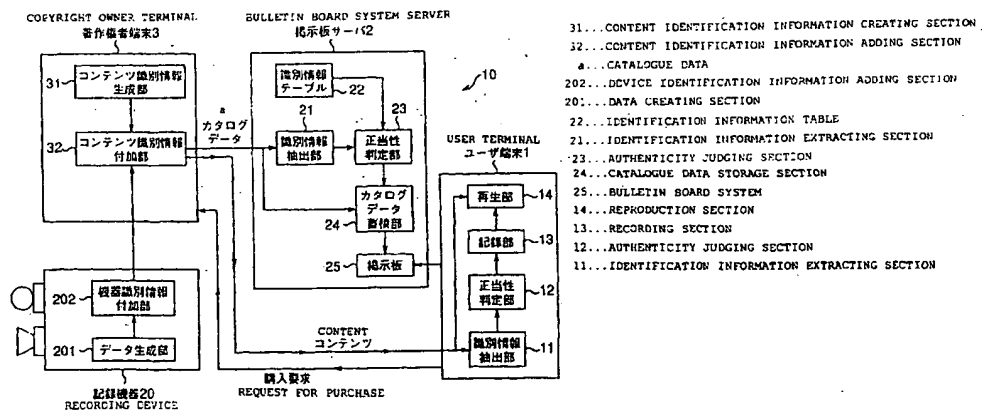 COPYRIGHT OWNER TERMINAL
著作権者端末3
31
コンテンツ識別情報
生成部
32
コンテンツ識別情報
付加部
a
カタログ
データ
BULLETIN BOARD SYSTEM SERVER
掲示板サーバ2
識別情報
テーブル
22
21
識別情報
抽出部
23
正当性
判定部
カタログ
データ
蓄積部
24
25
掲示板
10
USER TERMINAL
ユーザ端末1
再生部
14
記録部
13
正当性
判定部
12
識別情報
抽出部
11
202
機器識別情報
付加部
201
データ生成部
記録機器20
RECORDING DEVICE
CONTENT
コンテンツ
購入要求
REQUEST FOR PURCHASE
31...CONTENT IDENTIFICATION INFORMATION CREATING SECTION
32...CONTENT IDENTIFICATION INFORMATION ADDING SECTION
a...CATALOGUE DATA
202...DEVICE IDENTIFICATION INFORMATION ADDING SECTION
201...DATA CREATING SECTION
22...IDENTIFICATION INFORMATION TABLE
21...IDENTIFICATION INFORMATION EXTRACTING SECTION
23...AUTHENTICITY JUDGING SECTION
24...CATALOGUE DATA STORAGE SECTION
25...BULLETIN BOARD SYSTEM
14...REPRODUCTION SECTION
13...RECORDING SECTION
12...AUTHENTICITY JUDGING SECTION
11...IDENTIFICATION INFORMATION EXTRACTING SECTION